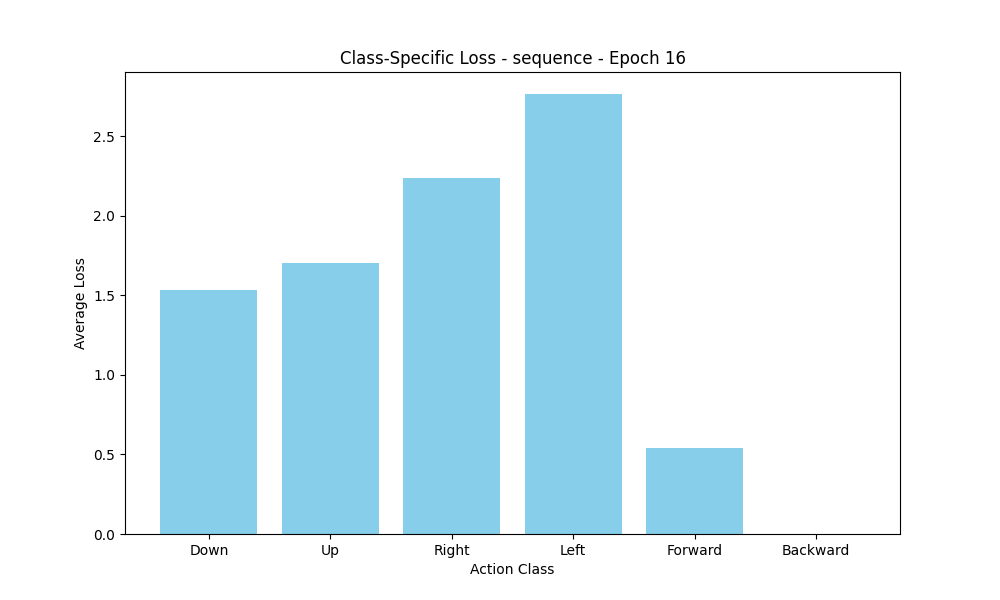 Class-Specific Loss - sequence - Epoch 16
Average Loss
2.5
2.0
1.5
1.0
0.5
0.0
Down Up Right Left Forward Backward
Action Class